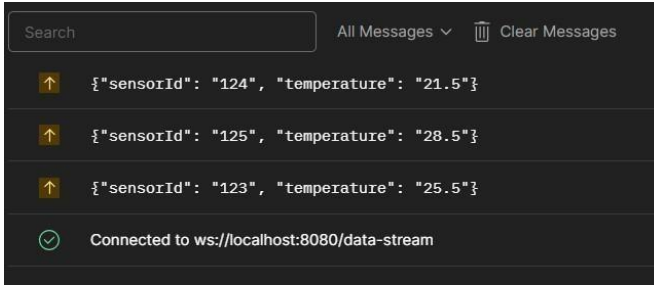 Search All Messages Clear Messages
{"sensorId": "124", "temperature": "21.5"}
{"sensorId": "125", "temperature": "28.5"}
{"sensorId": "123", "temperature": "25.5"}
Connected to ws://localhost:8080/data-stream